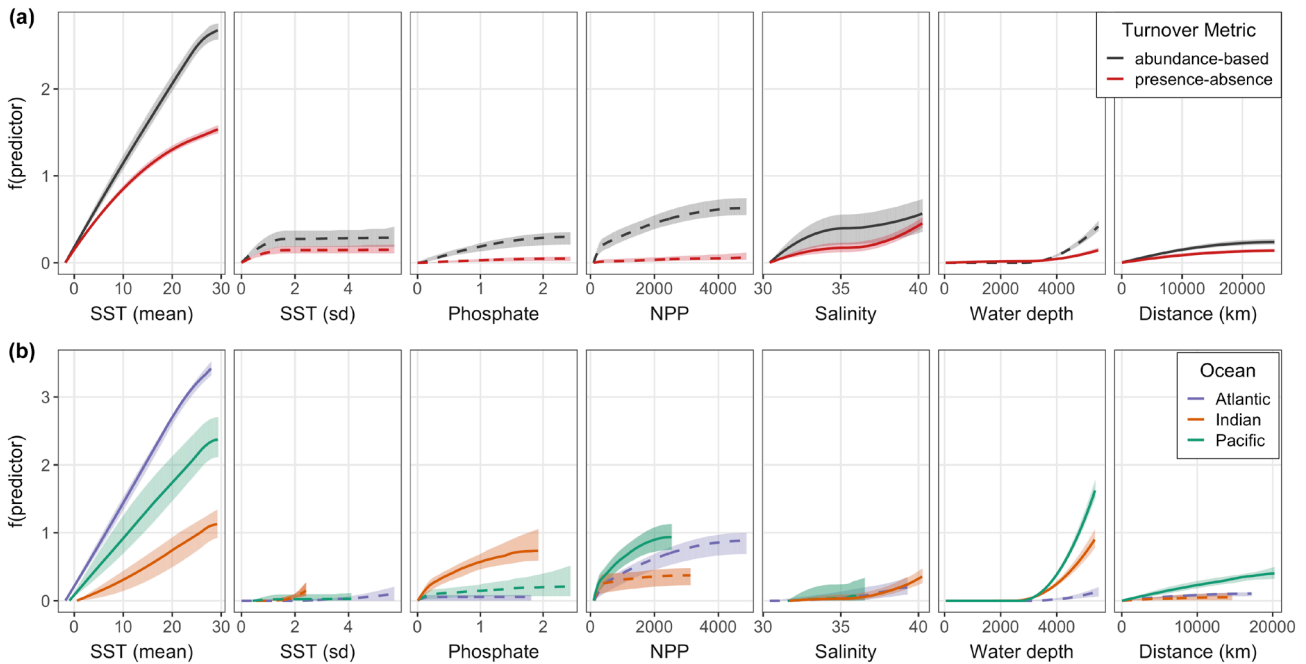 (a)
Turnover Metric
abundance-based
presence-absence
f(predictor)
2
1
0
0 10 20 30
0 2 4
0 1 2
0 2000 4000
30 35 40
0 2000 4000
0 10000 20000
SST (mean) SST (sd) Phosphate NPP Salinity Water depth Distance (km)
(b)
Ocean
Atlantic
Indian
Pacific
f(predictor)
3
2
1
0
0 10 20 30
0 2 4
0 1 2
0 2000 4000
30 35 40
0 2000 4000
0 10000 20000
SST (mean) SST (sd) Phosphate NPP Salinity Water depth Distance (km)